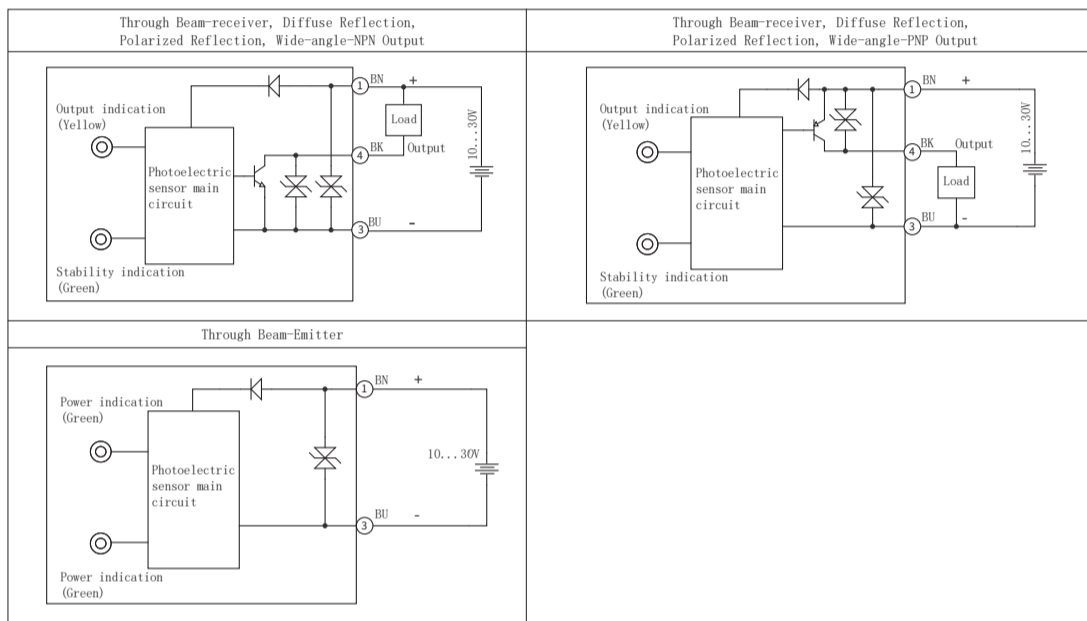 Through Beam-receiver, Diffuse Reflection,
Polarized Reflection, Wide-angle-NPN Output
Output indication
(Yellow)
Photoelectric
sensor main
circuit
Stability indication
(Green)
1
BN
+
Load
4
BK
Output
10...30V
3
BU
-
Through Beam-receiver, Diffuse Reflection,
Polarized Reflection, Wide-angle-PNP Output
Output indication
(Yellow)
Photoelectric
sensor main
circuit
Stability indication
(Green)
1
BN
+
4
BK
Output
Load
10...30V
3
BU
-
Through Beam-Emitter
Power indication
(Green)
Photoelectric
sensor main
circuit
Power indication
(Green)
1
BN
+
10...30V
3
BU
-